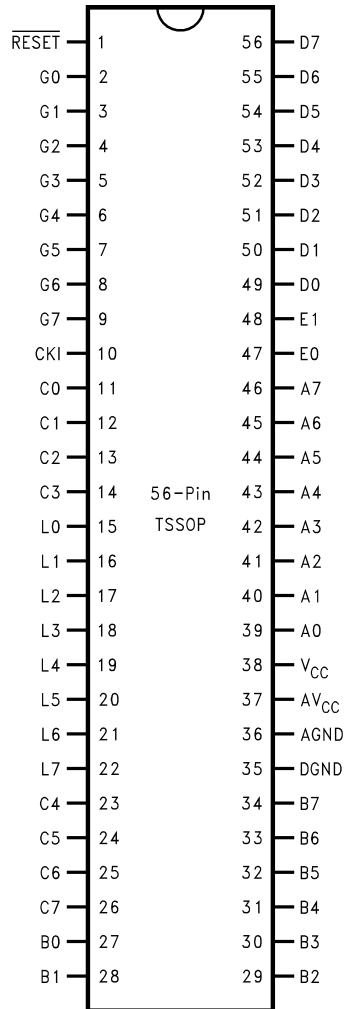 RESET 1 56 D7
G0 2 55 D6
G1 3 54 D5
G2 4 53 D4
G3 5 52 D3
G4 6 51 D2
G5 7 50 D1
G6 8 49 D0
G7 9 48 E1
CKI 10 47 E0
C0 11 46 A7
C1 12 45 A6
C2 13 44 A5
C3 14 56-Pin 43 A4
L0 15 TSSOP 42 A3
L1 16 41 A2
L2 17 40 A1
L3 18 39 A0
L4 19 38 VCC
L5 20 37 AVCC
L6 21 36 AGND
L7 22 35 DGND
C4 23 34 B7
C5 24 33 B6
C6 25 32 B5
C7 26 31 B4
B0 27 30 B3
B1 28 29 B2